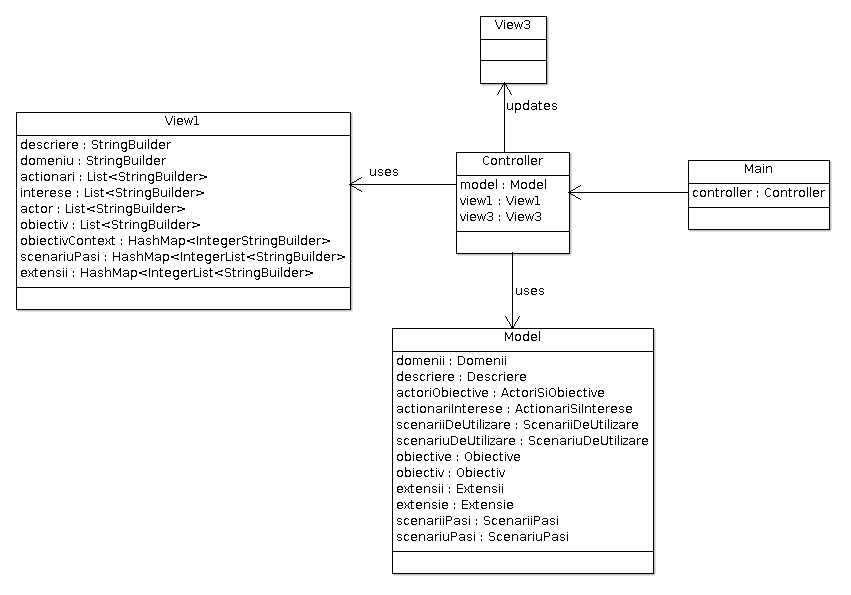 View3
updates
View1
descriere : StringBuilder
domeniu : StringBuilder
actionari : List<StringBuilder>
interese : List<StringBuilder>
actor : List<StringBuilder>
obiectiv : List<StringBuilder>
obiectivContext : HashMap<IntegerStringBuilder>
scenariuPasi : HashMap<IntegerList<StringBuilder>
extensii : HashMap<IntegerList<StringBuilder>
uses
Controller
model : Model
view1 : View1
view3 : View3
Main
controller : Controller
uses
Model
domenii : Domenii
descriere : Descriere
actoriObiective : ActoriSiObiective
actionariInterese : ActionariSiInterese
scenariiDeUtilizare : ScenariiDeUtilizare
scenariuDeUtilizare : ScenariuDeUtilizare
obiective : Obiective
obiectiv : Obiectiv
extensii : Extensii
extensie : Extensie
scenariiPasi : ScenariiPasi
scenariuPasi : ScenariuPasi